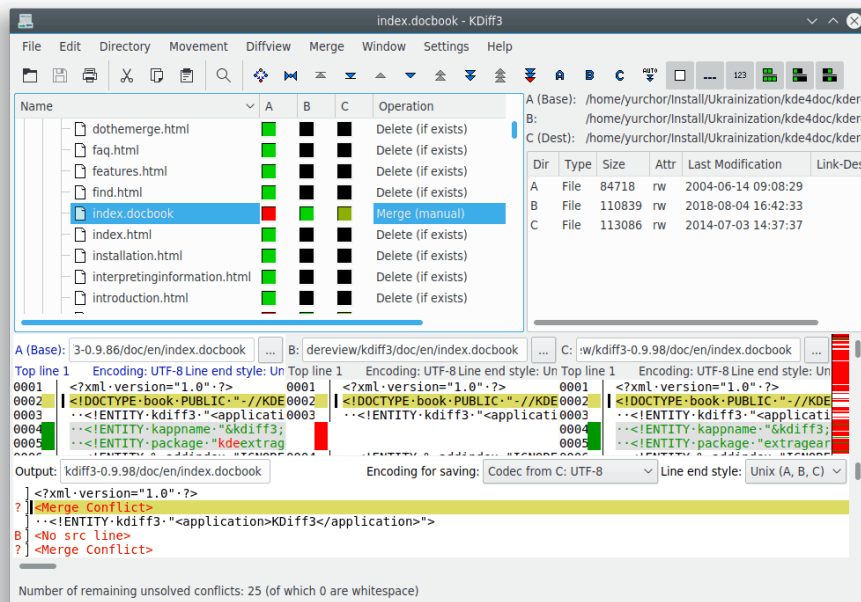 index.docbook - KDiff3
File Edit Directory Movement Diffview Merge Window Settings Help
A B C AUTO 123
Name A B C Operation
dothemerge.html Delete (if exists)
faq.html Delete (if exists)
features.html Delete (if exists)
find.html Delete (if exists)
index.docbook Merge (manual)
index.html Delete (if exists)
installation.html Delete (if exists)
interpretinginformation.html Delete (if exists)
introduction.html Delete (if exists)
A (Base): /home/yurchor/Install/Ukrainization/kde4doc/kder
B: /home/yurchor/Install/Ukrainization/kde4doc/kder
C (Dest): /home/yurchor/Install/Ukrainization/kde4doc/kder
Dir Type Size Attr Last Modification Link-Des
A File 84718 rw 2004-06-14 09:08:29
B File 110839 rw 2018-08-04 16:42:33
C File 113086 rw 2014-07-03 14:37:37
A (Base): 3-0.9.86/doc/en/index.docbook ... B: dereview/kdiff3/doc/en/index.docbook ... C: w/kdiff3-0.9.98/doc/en/index.docbook ...
Top line 1 Encoding: UTF-8 Line end style: Un Top line 1 Encoding: UTF-8 Line end style: Un Top line 1 Encoding: UTF-8 Line end style: Un
0001 <?xml·version="1.0"·?> 0001 <?xml·version="1.0"·?> 0001 <?xml·version="1.0"·?>
0002 <!DOCTYPE·book·PUBLIC·"-//KDE 0002 <!DOCTYPE·book·PUBLIC·"-//KDE 0002 <!DOCTYPE·book·PUBLIC·"-//KDE
0003 ··<!ENTITY·kdiff3·"<applicati 0003 ··<!ENTITY·kdiff3·"<applicati 0003 ··<!ENTITY·kdiff3·"<applicati
0004 ··<!ENTITY·kappname·"&kdiff3; 0004 ··<!ENTITY·kappname·"&kdiff3;
0005 ··<!ENTITY·package·"kdeextrag 0005 ··<!ENTITY·package·"extragear
Output: kdiff3-0.9.98/doc/en/index.docbook Encoding for saving: Codec from C: UTF-8 Line end style: Unix (A, B, C)
<?xml·version="1.0"·?>
? <Merge Conflict>
··<!ENTITY·kdiff3·"<application>KDiff3</application>">
B <No src line>
? <Merge Conflict>
Number of remaining unsolved conflicts: 25 (of which 0 are whitespace)